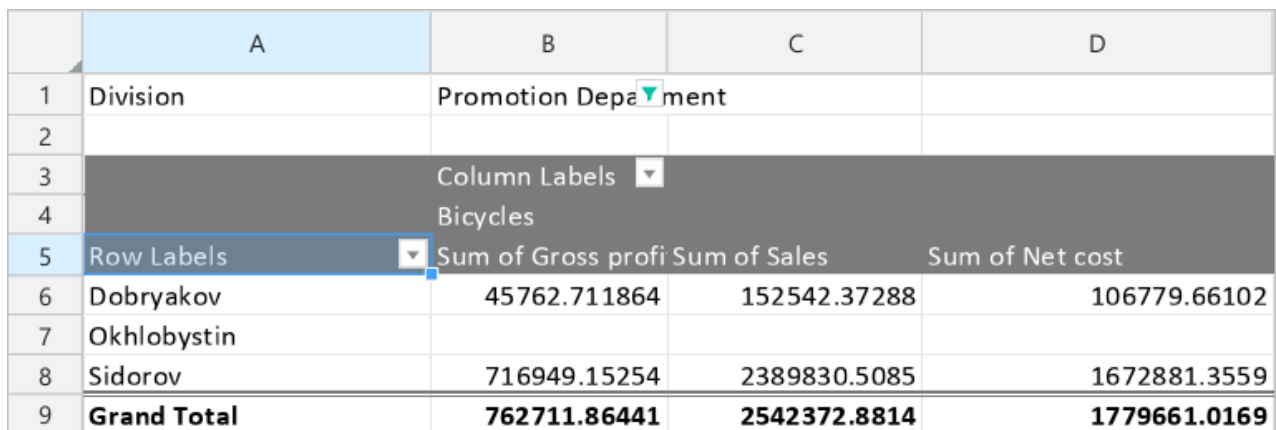 A B C D
1 Division Promotion Depa ment
2
3 Column Labels
4 Bicycles
5 Row Labels Sum of Gross profi Sum of Sales Sum of Net cost
6 Dobryakov 45762.711864 152542.37288 106779.66102
7 Okhlobystin
8 Sidorov 716949.15254 2389830.5085 1672881.3559
9 Grand Total 762711.86441 2542372.8814 1779661.0169